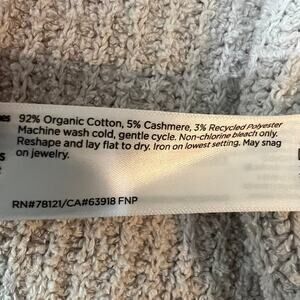 92% Organic Cotton, 5% Cashmere, 3% Recycled Polyester
Machine wash cold, gentle cycle. Non-chlorine bleach only.
Reshape and lay flat to dry. Iron on lowest setting. May snag
on jewelry.
RN#78121/CA#63918 FNP